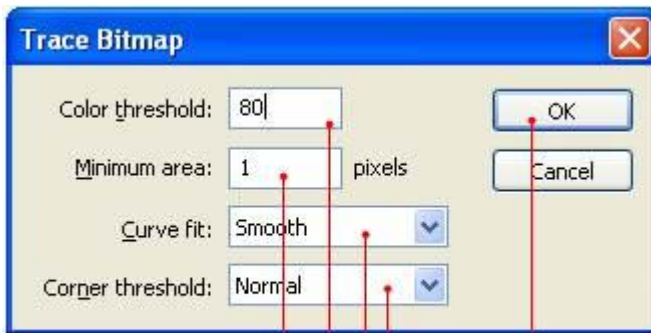 Trace Bitmap
Color threshold: 80 OK
Minimum area: 1 pixels Cancel
Curve fit: Smooth
Corner threshold: Normal